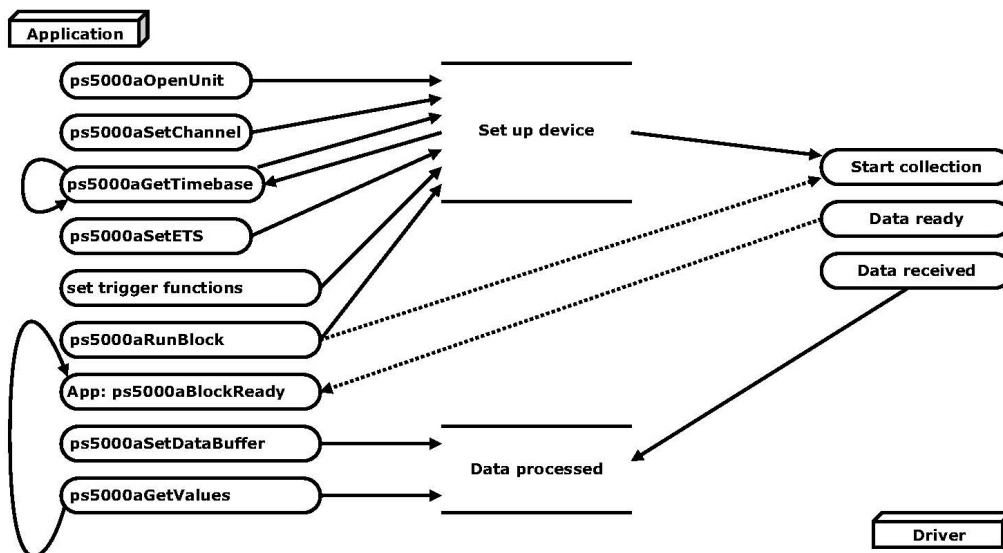 Application
ps5000aOpenUnit
ps5000aSetChannel
Set up device
ps5000aGetTimebase
Start collection
ps5000aSetETS
Data ready
set trigger functions
Data received
ps5000aRunBlock
App: ps5000aBlockReady
ps5000aSetDataBuffer
Data processed
ps5000aGetValues
Driver